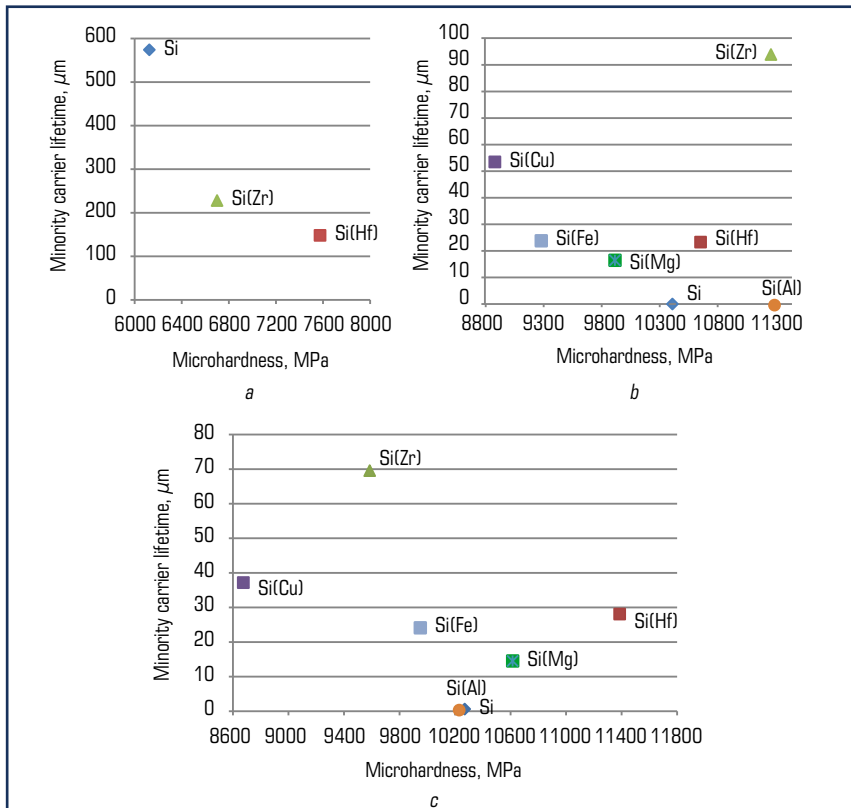 Minority carrier lifetime, μm
600
500
400
300
200
100
0
Si
Si(Zr)
Si(Hf)
6000 6400 6800 7200 7600 8000
Microhardness, MPa
a
Minority carrier lifetime, μm
100
90
80
70
60
50
40
30
20
10
0
Si(Zr)
Si(Cu)
Si(Fe)
Si(Hf)
Si(Mg)
Si
Si(Al)
8800 9300 9800 10300 10800 11300
Microhardness, MPa
b
Minority carrier lifetime, μm
80
70
60
50
40
30
20
10
0
Si(Zr)
Si(Cu)
Si(Fe)
Si(Hf)
Si(Mg)
Si(Al)
Si
8600 9000 9400 9800 10200 10600 11000 11400 11800
Microhardness, MPa
c